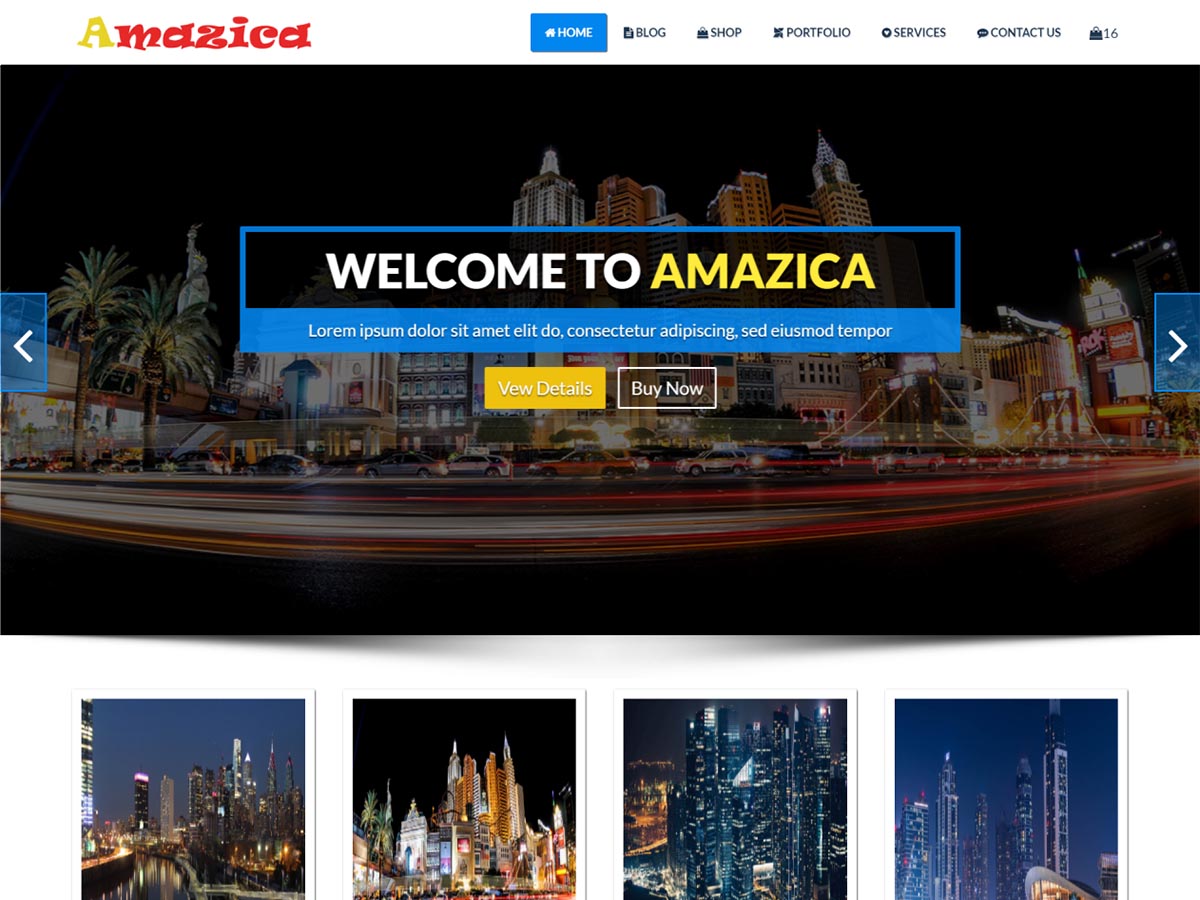 Amazica
HOME BLOG SHOP PORTFOLIO SERVICES CONTACT US 16
WELCOME TO AMAZICA
Lorem ipsum dolor sit amet elit do, consectetur adipiscing, sed eiusmod tempor
Vew Details Buy Now